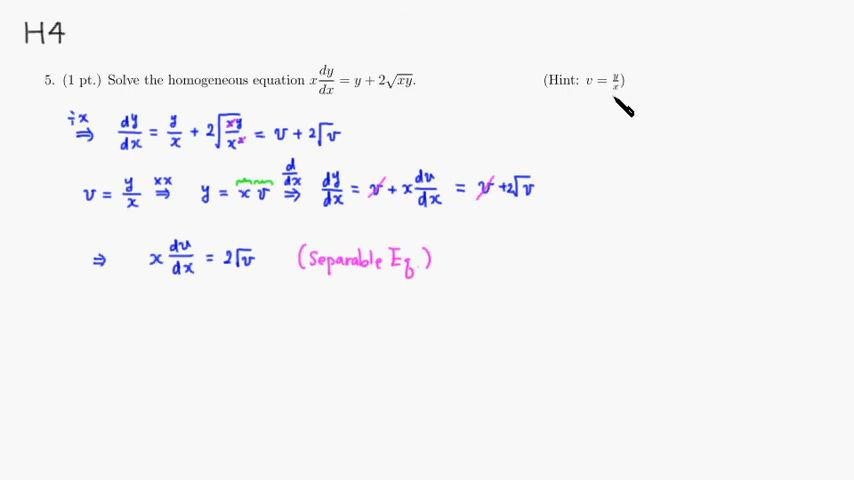 H4
5. (1 pt.) Solve the homogeneous equation x dy/dx = y + 2√xy. (Hint: v = y/x)
÷x ⇒ dy/dx = y/x + 2√(xy/x²) = v + 2√v
v = y/x ×x ⇒ y = x v d/dx ⇒ dy/dx = v + x dv/dx = v + 2√v
⇒ x dv/dx = 2√v (Separable Eq.)